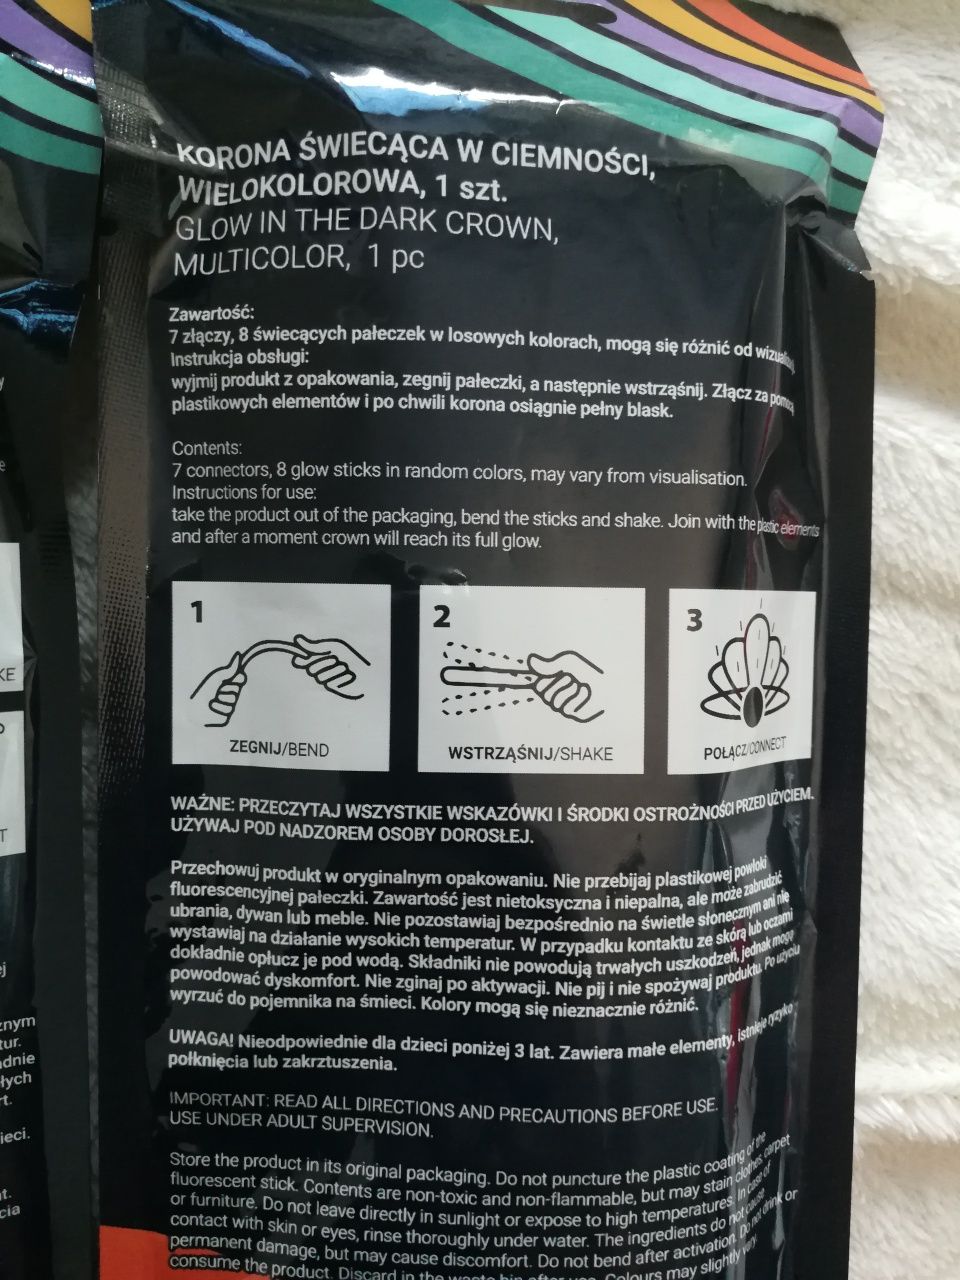 KORONA ŚWIECĄCA W CIEMNOŚCI,
WIELOKOLOROWA, 1 szt.
GLOW IN THE DARK CROWN,
MULTICOLOR, 1 pc
Zawartość:
7 złączy, 8 świecących pałeczek w losowych kolorach, mogą się różnić od
Instrukcja obsługi:
wyjmij produkt z opakowania, zegnij pałeczki, a następnie wstrząśnij. Złącz za pomocą
plastikowych elementów i po chwili korona osiągnie pełny blask.
Contents:
7 connectors, 8 glow sticks in random colors, may vary from visualisation.
Instructions for use:
take the product out of the packaging, bend the sticks and shake. Join with the plastic elements
and after a moment crown will reach its full glow.
1
2
3
ZEGNIJ/BEND
WSTRZĄŚNIJ/SHAKE
POŁĄCZ/CONNECT
WAŻNE: PRZECZYTAJ WSZYSTKIE WSKAZÓWKI I ŚRODKI OSTROŻNOŚCI PRZED UŻYCIEM.
UŻYWAJ POD NADZOREM OSOBY DOROSŁEJ.
Przechowuj produkt w oryginalnym opakowaniu. Nie przebijaj plastikowej powłoki
fluorescencyjnej pałeczki. Zawartość jest nietoksyczna i niepalna, ale może zabrudzić
ubrania, dywan lub meble. Nie pozostawiaj bezpośrednio na świetle słonecznym ani nie
wystawiaj na działanie wysokich temperatur. W przypadku kontaktu ze skórą lub oczami
dokładnie opłucz je pod wodą. Składniki nie powodują trwałych uszkodzeń, jednak mogą
powodować dyskomfort. Nie zginaj po aktywacji. Nie pij i nie spożywaj produktu. Po użyciu
wyrzuć do pojemnika na śmieci. Kolory mogą się nieznacznie różnić.
UWAGA! Nieodpowiednie dla dzieci poniżej 3 lat. Zawiera małe elementy, istnieje ryzyko
połknięcia lub zakrztuszenia.
IMPORTANT: READ ALL DIRECTIONS AND PRECAUTIONS BEFORE USE.
USE UNDER ADULT SUPERVISION.
Store the product in its original packaging. Do not puncture the plastic coating of the
fluorescent stick. Contents are non-toxic and non-flammable, but may stain clothes, carpet
or furniture. Do not leave directly in sunlight or expose to high temperatures. In case of
contact with skin or eyes, rinse thoroughly under water. The ingredients do not cause
permanent damage, but may cause discomfort. Do not bend after activation. Do not drink or
consume the product. Discard in the waste bin after use. Colours may slightly vary.